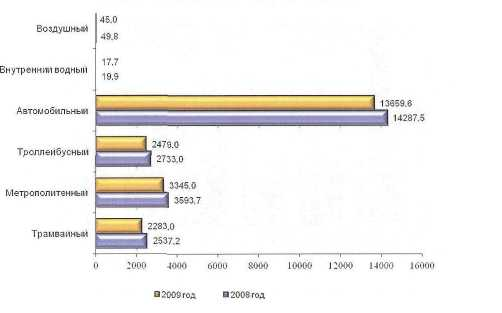 Воздушный
45,0
49,8
Внутренний водный
17,7
19,9
Автомобильный
13659,6
14287,5
Троллейбусный
2479,0
2733,0
Метрополитенный
3345,0
3593,7
Трамвайный
2283,0
2537,2
0 2000 4000 6000 8000 10000 12000 14000 16000
2009 год 2008 год